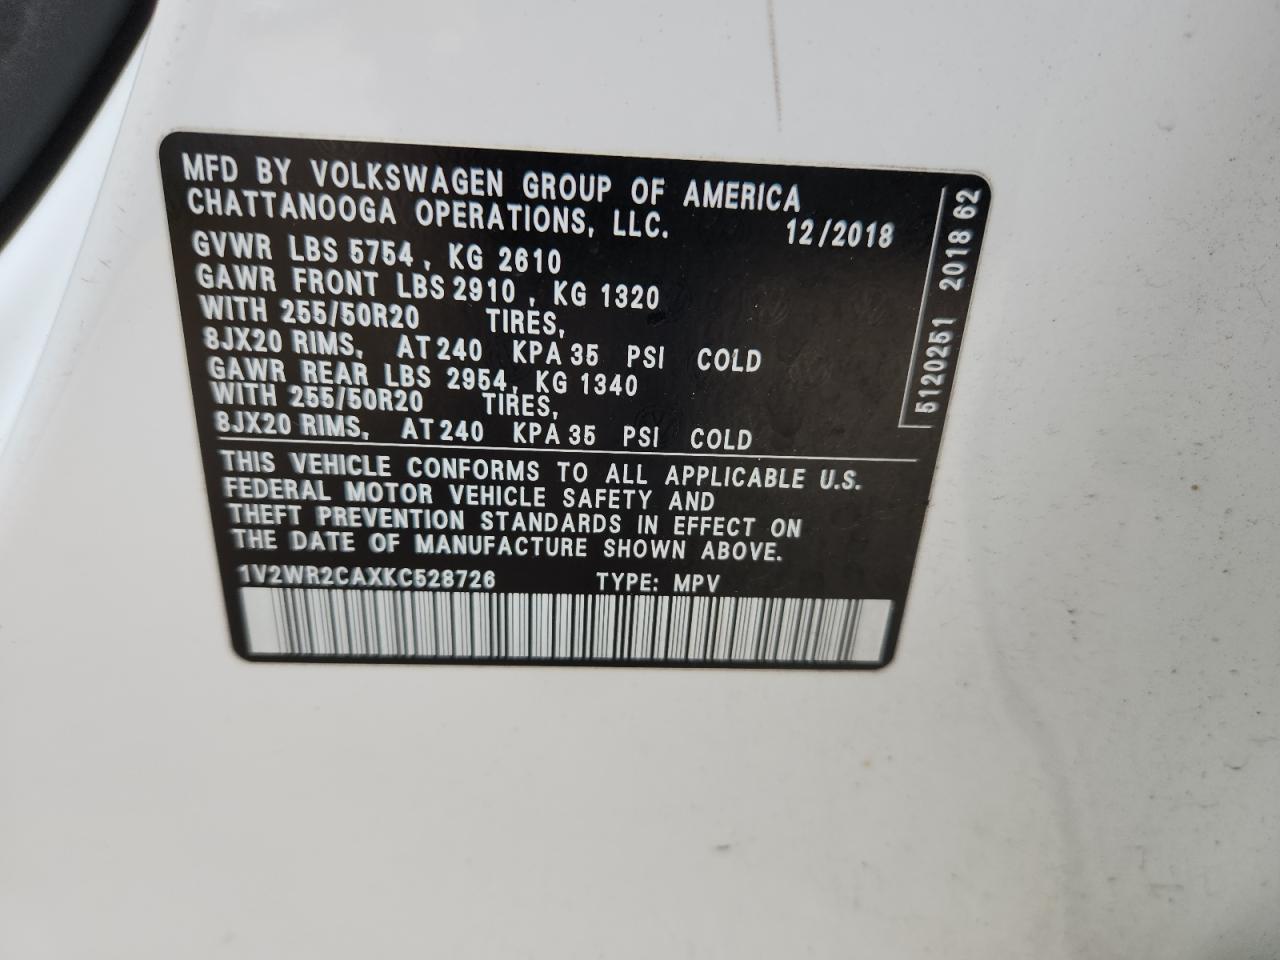 MFD BY VOLKSWAGEN GROUP OF AMERICA
CHATTANOOGA OPERATIONS, LLC. 12/2018
GVWR LBS 5754, KG 2610
GAWR FRONT LBS 2910, KG 1320
WITH 255/50R20 TIRES,
8JX20 RIMS, AT 240 KPA 35 PSI COLD
GAWR REAR LBS 2954, KG 1340
WITH 255/50R20 TIRES,
8JX20 RIMS, AT 240 KPA 35 PSI COLD
THIS VEHICLE CONFORMS TO ALL APPLICABLE U.S.
FEDERAL MOTOR VEHICLE SAFETY AND
THEFT PREVENTION STANDARDS IN EFFECT ON
THE DATE OF MANUFACTURE SHOWN ABOVE.
1V2WR2CAXKC528726 TYPE: MPV
5120251 2018 62